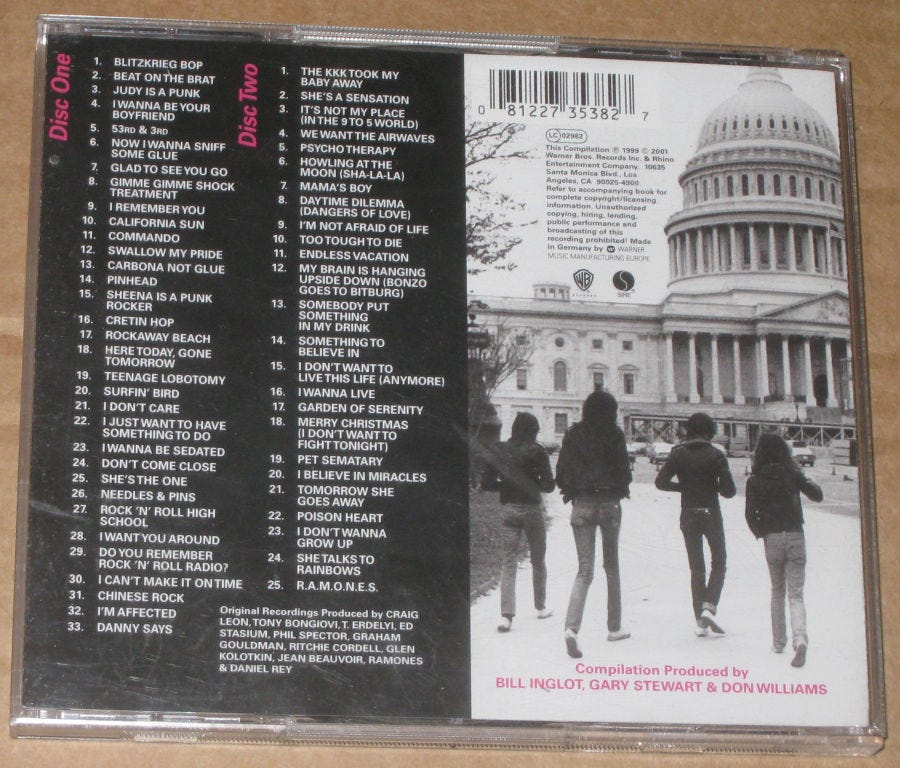 Disc One
1. BLITZKRIEG BOP
2. BEAT ON THE BRAT
3. JUDY IS A PUNK
4. I WANNA BE YOUR
BOYFRIEND
5. 53RD & 3RD
6. NOW I WANNA SNIFF
SOME GLUE
7. GLAD TO SEE YOU GO
8. GIMME GIMME SHOCK
TREATMENT
9. I REMEMBER YOU
10. CALIFORNIA SUN
11. COMMANDO
12. SWALLOW MY PRIDE
13. CARBONA NOT GLUE
14. PINHEAD
15. SHEENA IS A PUNK
ROCKER
16. CRETIN HOP
17. ROCKAWAY BEACH
18. HERE TODAY, GONE
TOMORROW
19. TEENAGE LOBOTOMY
20. SURFIN' BIRD
21. I DON'T CARE
22. I JUST WANT TO HAVE
SOMETHING TO DO
23. I WANNA BE SEDATED
24. DON'T COME CLOSE
25. SHE'S THE ONE
26. NEEDLES & PINS
27. ROCK 'N' ROLL HIGH
SCHOOL
28. I WANT YOU AROUND
29. DO YOU REMEMBER
ROCK 'N' ROLL RADIO?
30. I CAN'T MAKE IT ON TIME
31. CHINESE ROCK
32. I'M AFFECTED
33. DANNY SAYS
Disc Two
1. THE KKK TOOK MY
BABY AWAY
2. SHE'S A SENSATION
3. IT'S NOT MY PLACE
(IN THE 9 TO 5 WORLD)
4. WE WANT THE AIRWAVES
5. PSYCHO THERAPY
6. HOWLING AT THE
MOON (SHA-LA-LA)
7. MAMA'S BOY
8. DAYTIME DILEMMA
(DANGERS OF LOVE)
9. I'M NOT AFRAID OF LIFE
10. TOO TOUGH TO DIE
11. ENDLESS VACATION
12. MY BRAIN IS HANGING
UPSIDE DOWN (BONZO
GOES TO BITBURG)
13. SOMEBODY PUT
SOMETHING
IN MY DRINK
14. SOMETHING TO
BELIEVE IN
15. I DON'T WANT TO
LIVE THIS LIFE (ANYMORE)
16. I WANNA LIVE
17. GARDEN OF SERENITY
18. MERRY CHRISTMAS
(I DON'T WANT TO
FIGHT TONIGHT)
19. PET SEMATARY
20. I BELIEVE IN MIRACLES
21. TOMORROW SHE
GOES AWAY
22. POISON HEART
23. I DON'T WANNA
GROW UP
24. SHE TALKS TO
RAINBOWS
25. R.A.M.O.N.E.S.
Original Recordings Produced by CRAIG
LEON, TONY BONGIOVI, T. ERDELYI, ED
STASIUM, PHIL SPECTOR, GRAHAM
GOULDMAN, RITCHIE CORDELL, GLEN
KOLOTKIN, JEAN BEAUVOIR, RAMONES
& DANIEL REY
0 81227 35382 7
LC 02982
This Compilation ℗ 1999 © 2001
Warner Bros. Records Inc. & Rhino
Entertainment Company. 10635
Santa Monica Blvd., Los
Angeles, CA 90025-4900.
Refer to accompanying book for
complete copyright/licensing
information. Unauthorized
copying, hiring, lending,
public performance and
broadcasting of this
recording prohibited! Made
in Germany by WARNER
MUSIC MANUFACTURING EUROPE
WB
SIRE
Compilation Produced by
BILL INGLOT, GARY STEWART & DON WILLIAMS